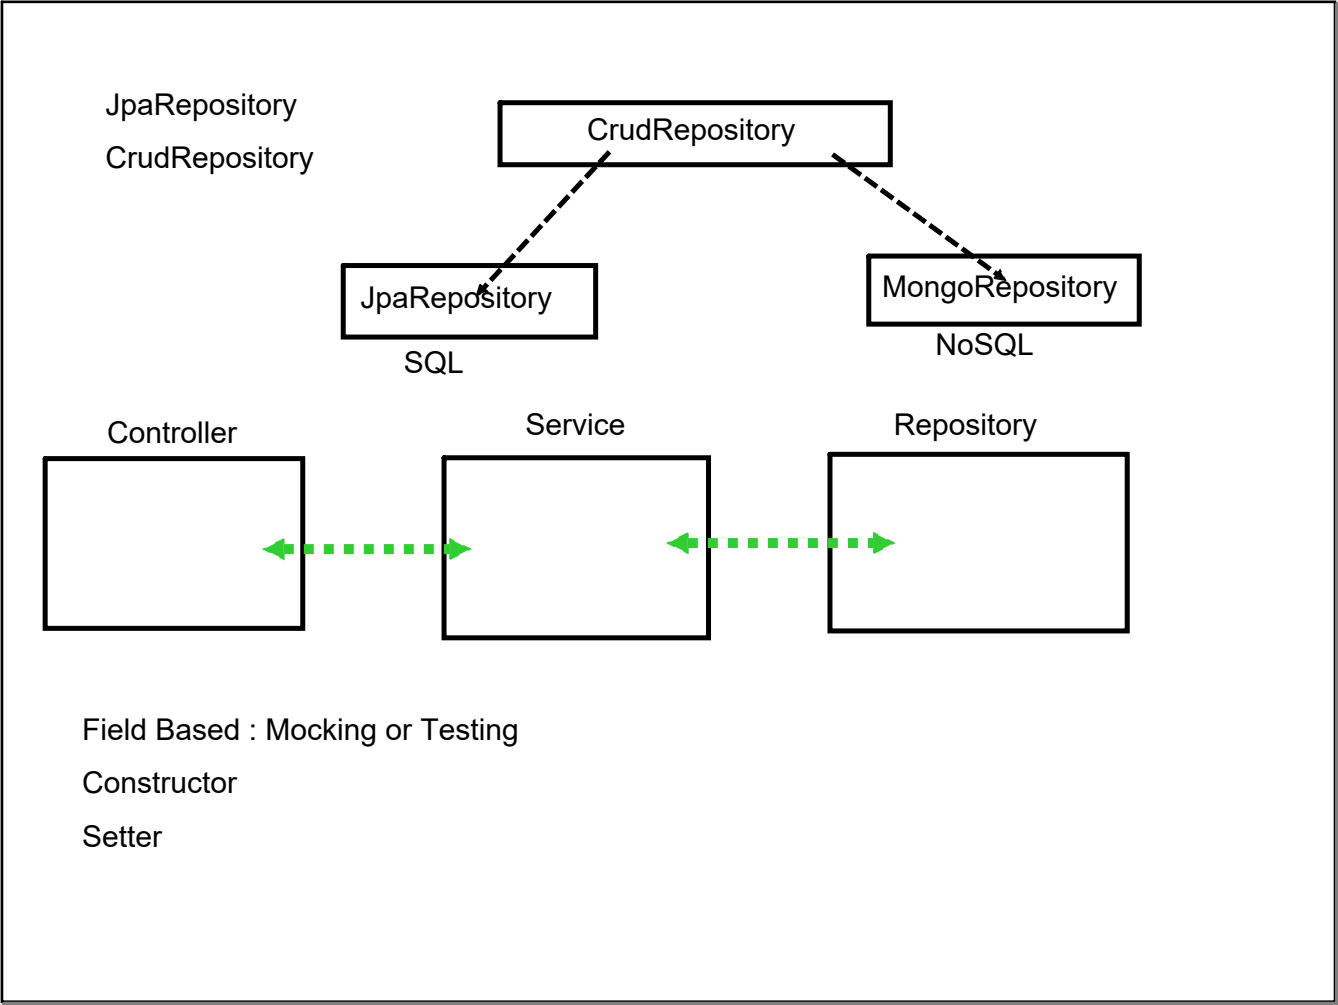 JpaRepository
CrudRepository
CrudRepository
JpaRepository
MongoRepository
SQL
NoSQL
Controller
Service
Repository
Field Based : Mocking or Testing
Constructor
Setter